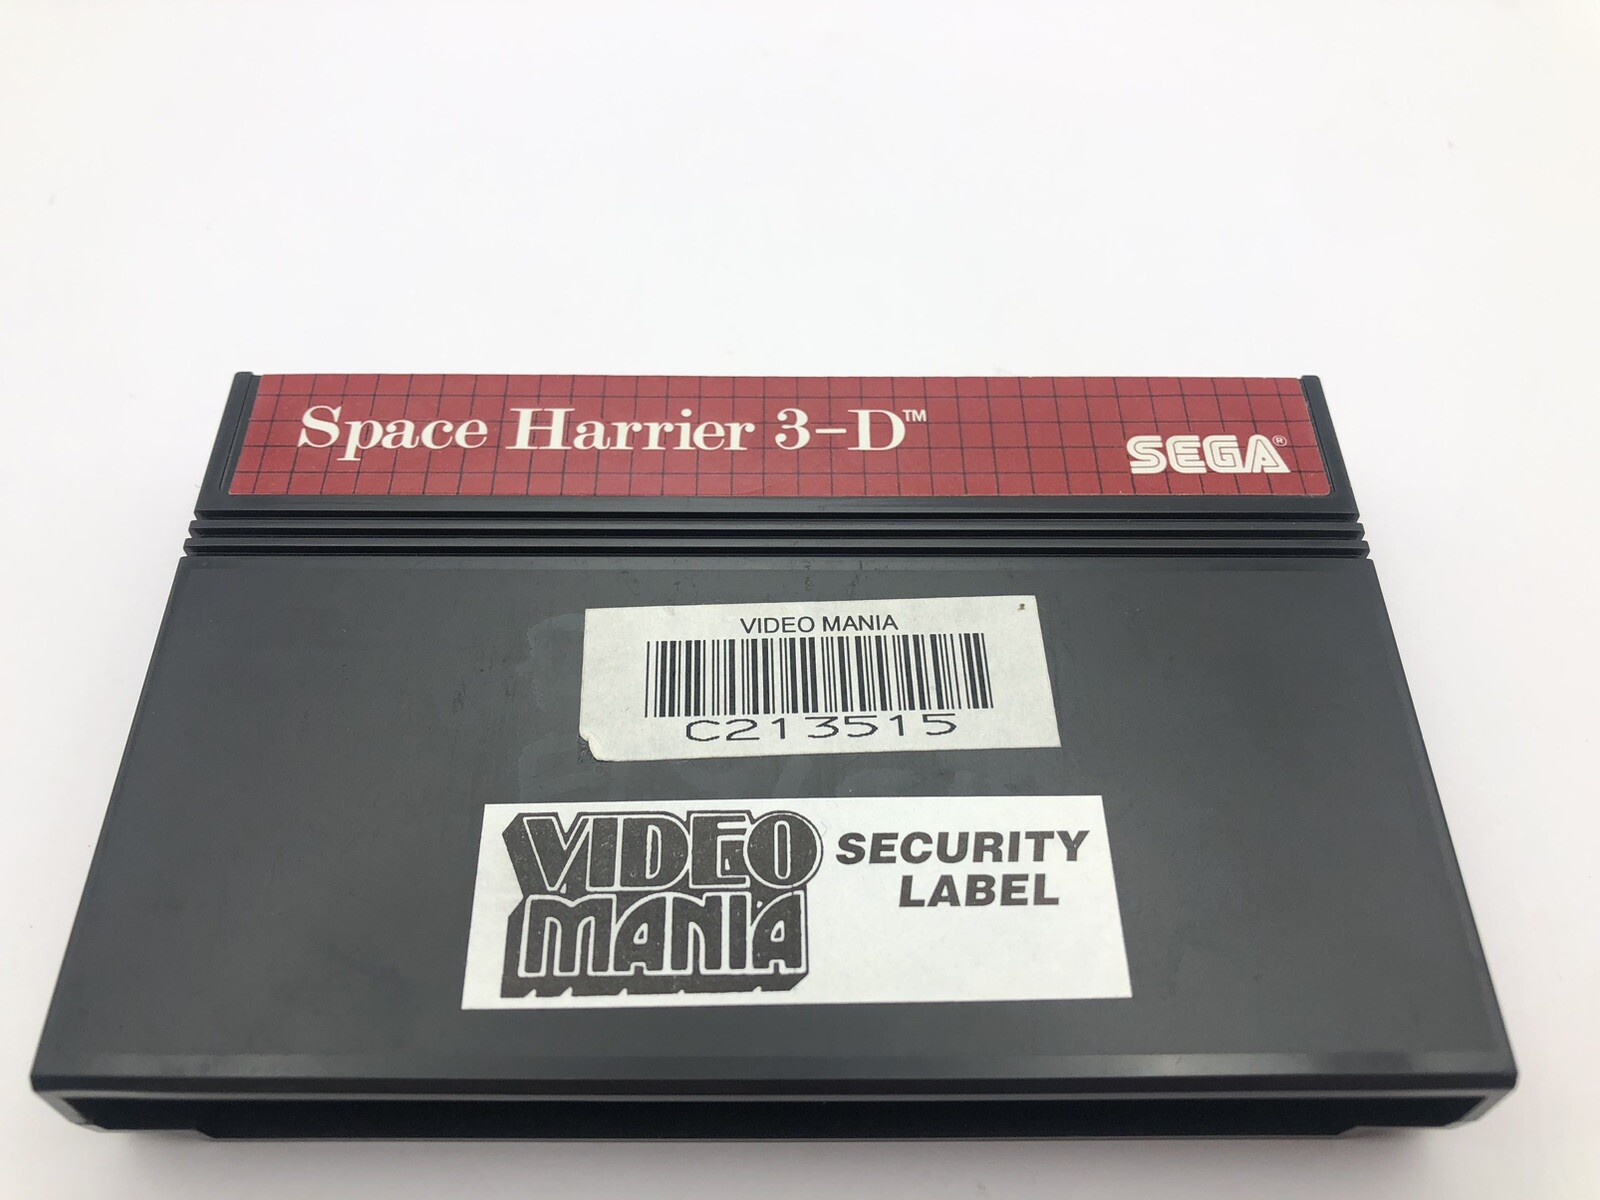 Space Harrier 3-D™
SEGA®
VIDEO MANIA
C213515
VIDEO
MANIA
SECURITY
LABEL